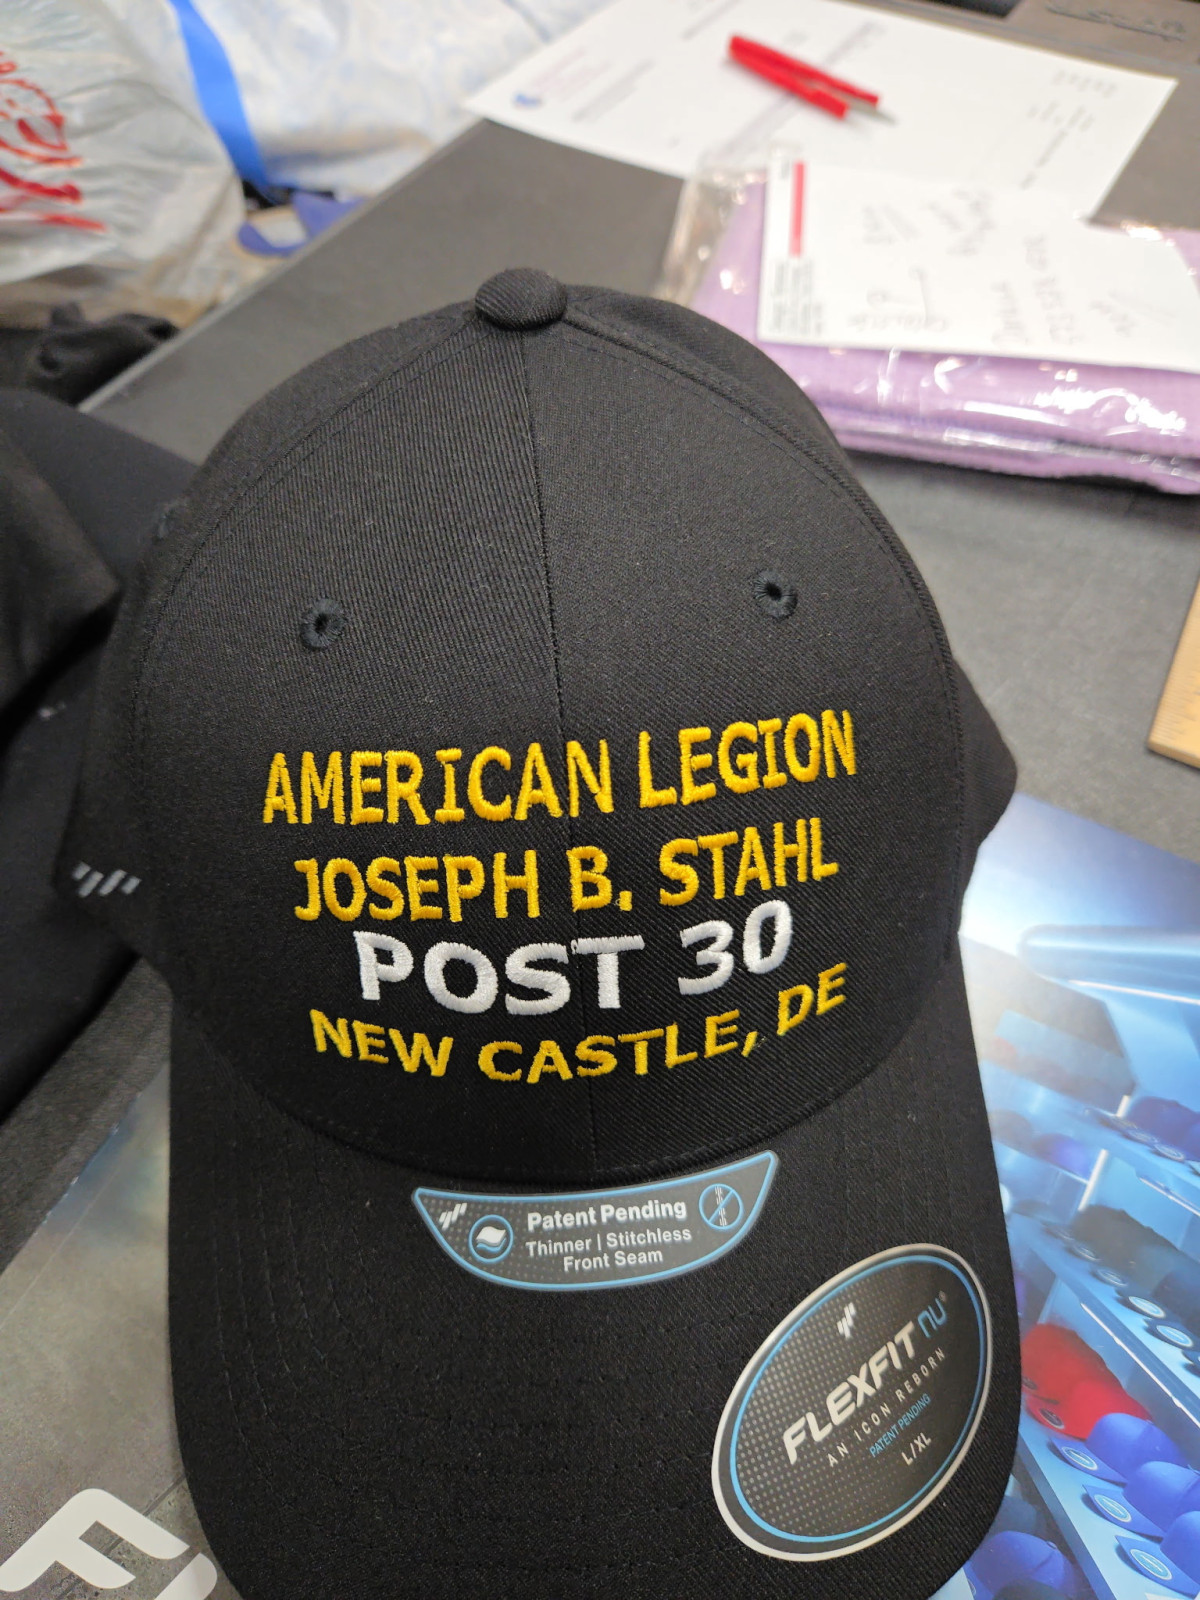 AMERICAN LEGION
JOSEPH B. STAHL
POST 30
NEW CASTLE, DE
Patent Pending
Thinner | Stitchless
Front Seam
FLEXFIT NU®
AN ICON REBORN
PATENT PENDING
L/XL